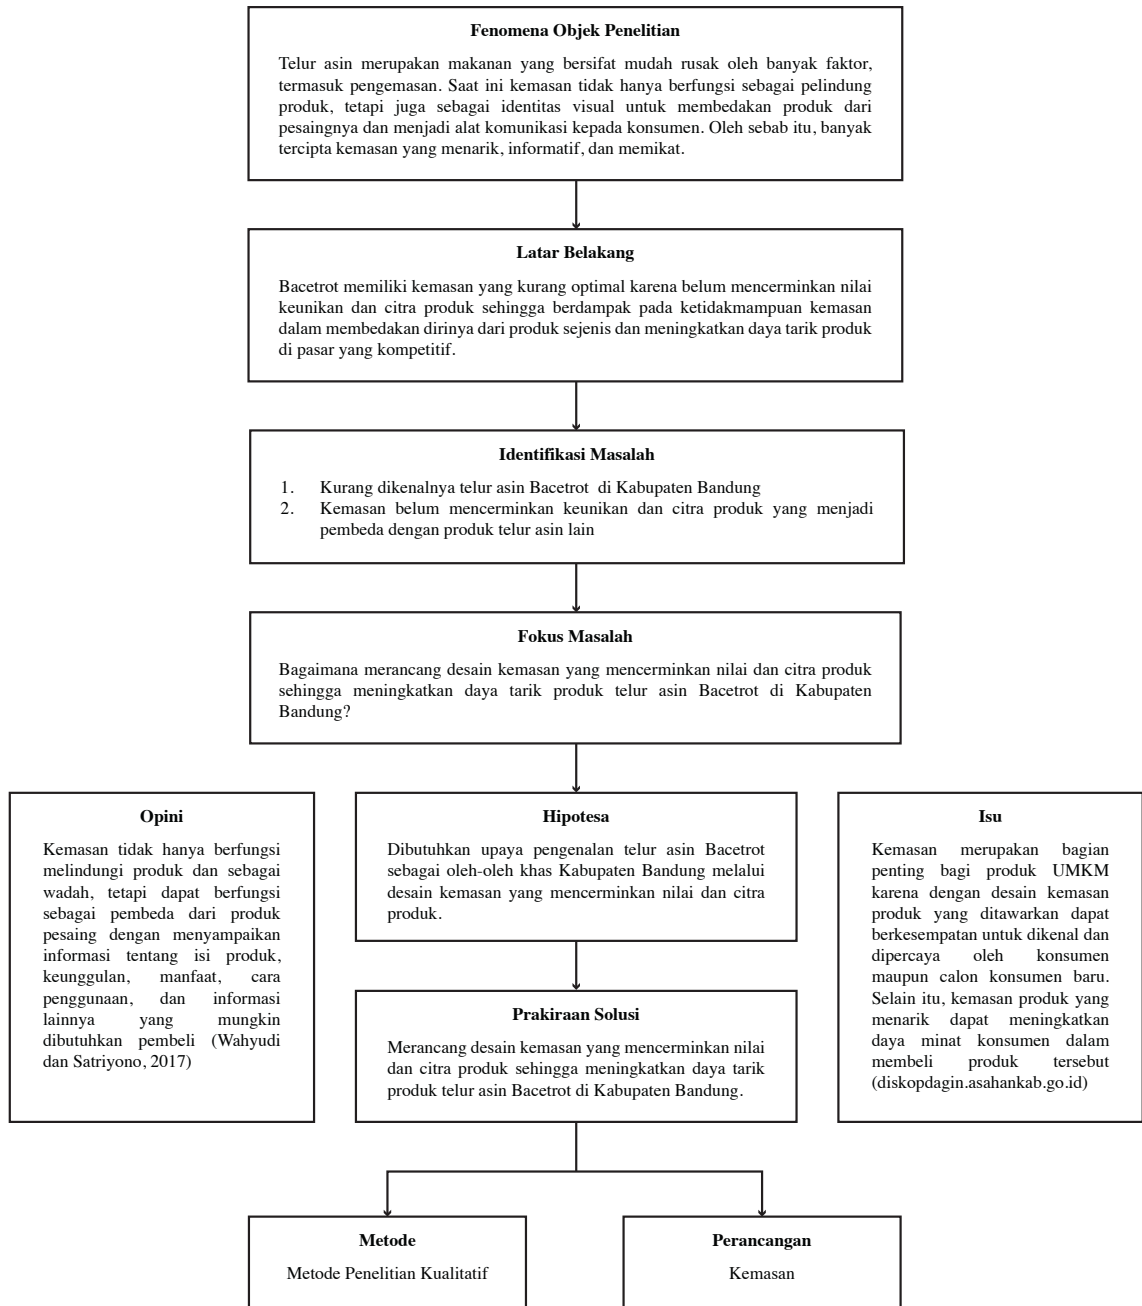 Fenomena Objek Penelitian
Telur asin merupakan makanan yang bersifat mudah rusak oleh banyak faktor,
termasuk pengemasan. Saat ini kemasan tidak hanya berfungsi sebagai pelindung
produk, tetapi juga sebagai identitas visual untuk membedakan produk dari
pesaingnya dan menjadi alat komunikasi kepada konsumen. Oleh sebab itu, banyak
tercipta kemasan yang menarik, informatif, dan memikat.
Latar Belakang
Bacetrot memiliki kemasan yang kurang optimal karena belum mencerminkan nilai
keunikan dan citra produk sehingga berdampak pada ketidakmampuan kemasan
dalam membedakan dirinya dari produk sejenis dan meningkatkan daya tarik produk
di pasar yang kompetitif.
Identifikasi Masalah
1. Kurang dikenalnya telur asin Bacetrot di Kabupaten Bandung
2. Kemasan belum mencerminkan keunikan dan citra produk yang menjadi
pembeda dengan produk telur asin lain
Fokus Masalah
Bagaimana merancang desain kemasan yang mencerminkan nilai dan citra produk
sehingga meningkatkan daya tarik produk telur asin Bacetrot di Kabupaten
Bandung?
Opini
Kemasan tidak hanya berfungsi
melindungi produk dan sebagai
wadah, tetapi dapat berfungsi
sebagai pembeda dari produk
pesaing dengan menyampaikan
informasi tentang isi produk,
keunggulan, manfaat, cara
penggunaan, dan informasi
lainnya yang mungkin
dibutuhkan pembeli (Wahyudi
dan Satriyono, 2017)
Hipotesa
Dibutuhkan upaya pengenalan telur asin Bacetrot
sebagai oleh-oleh khas Kabupaten Bandung melalui
desain kemasan yang mencerminkan nilai dan citra
produk.
Prakiraan Solusi
Merancang desain kemasan yang mencerminkan nilai
dan citra produk sehingga meningkatkan daya tarik
produk telur asin Bacetrot di Kabupaten Bandung.
Isu
Kemasan merupakan bagian
penting bagi produk UMKM
karena dengan desain kemasan
produk yang ditawarkan dapat
berkesempatan untuk dikenal dan
dipercaya oleh konsumen
maupun calon konsumen baru.
Selain itu, kemasan produk yang
menarik dapat meningkatkan
daya minat konsumen dalam
membeli produk tersebut
(diskopdagin.asahankab.go.id)
Metode
Metode Penelitian Kualitatif
Perancangan
Kemasan